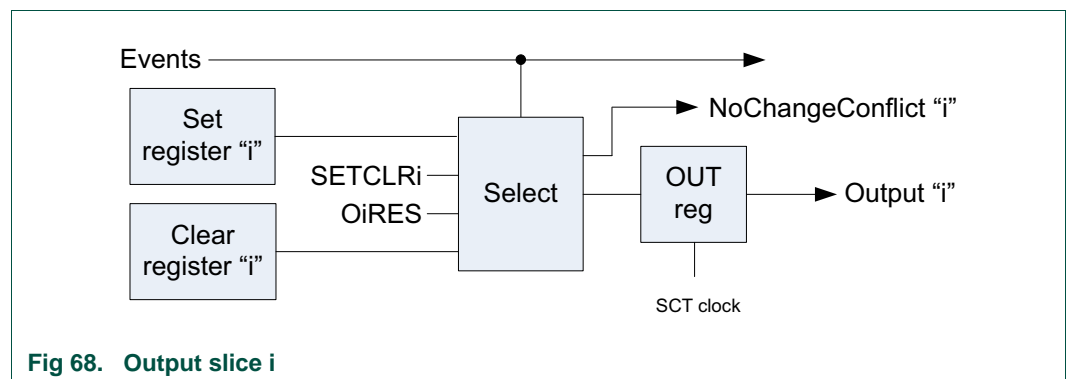 Events
Set
register “i”
SETCLRi
OiRES
Clear
register “i”
Select
NoChangeConflict “i”
OUT
reg
Output “i”
SCT clock
Fig 68. Output slice i